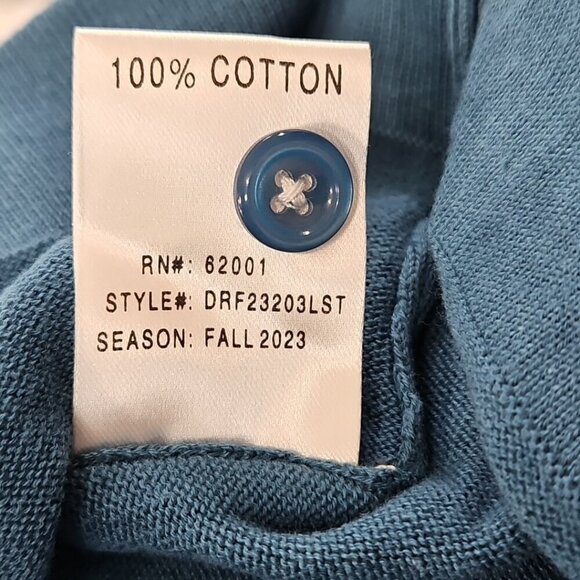 100% COTTON
RN#: 62001
STYLE#: DRF23203LST
SEASON: FALL 2023